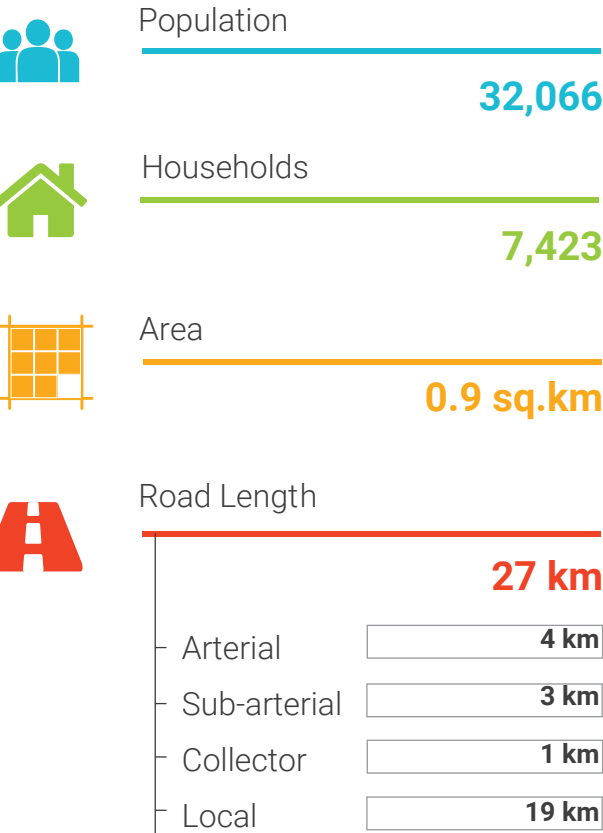 Population
32,066
Households
7,423
Area
0.9 sq.km
Road Length
27 km
Arterial 4 km
Sub-arterial 3 km
Collector 1 km
Local 19 km